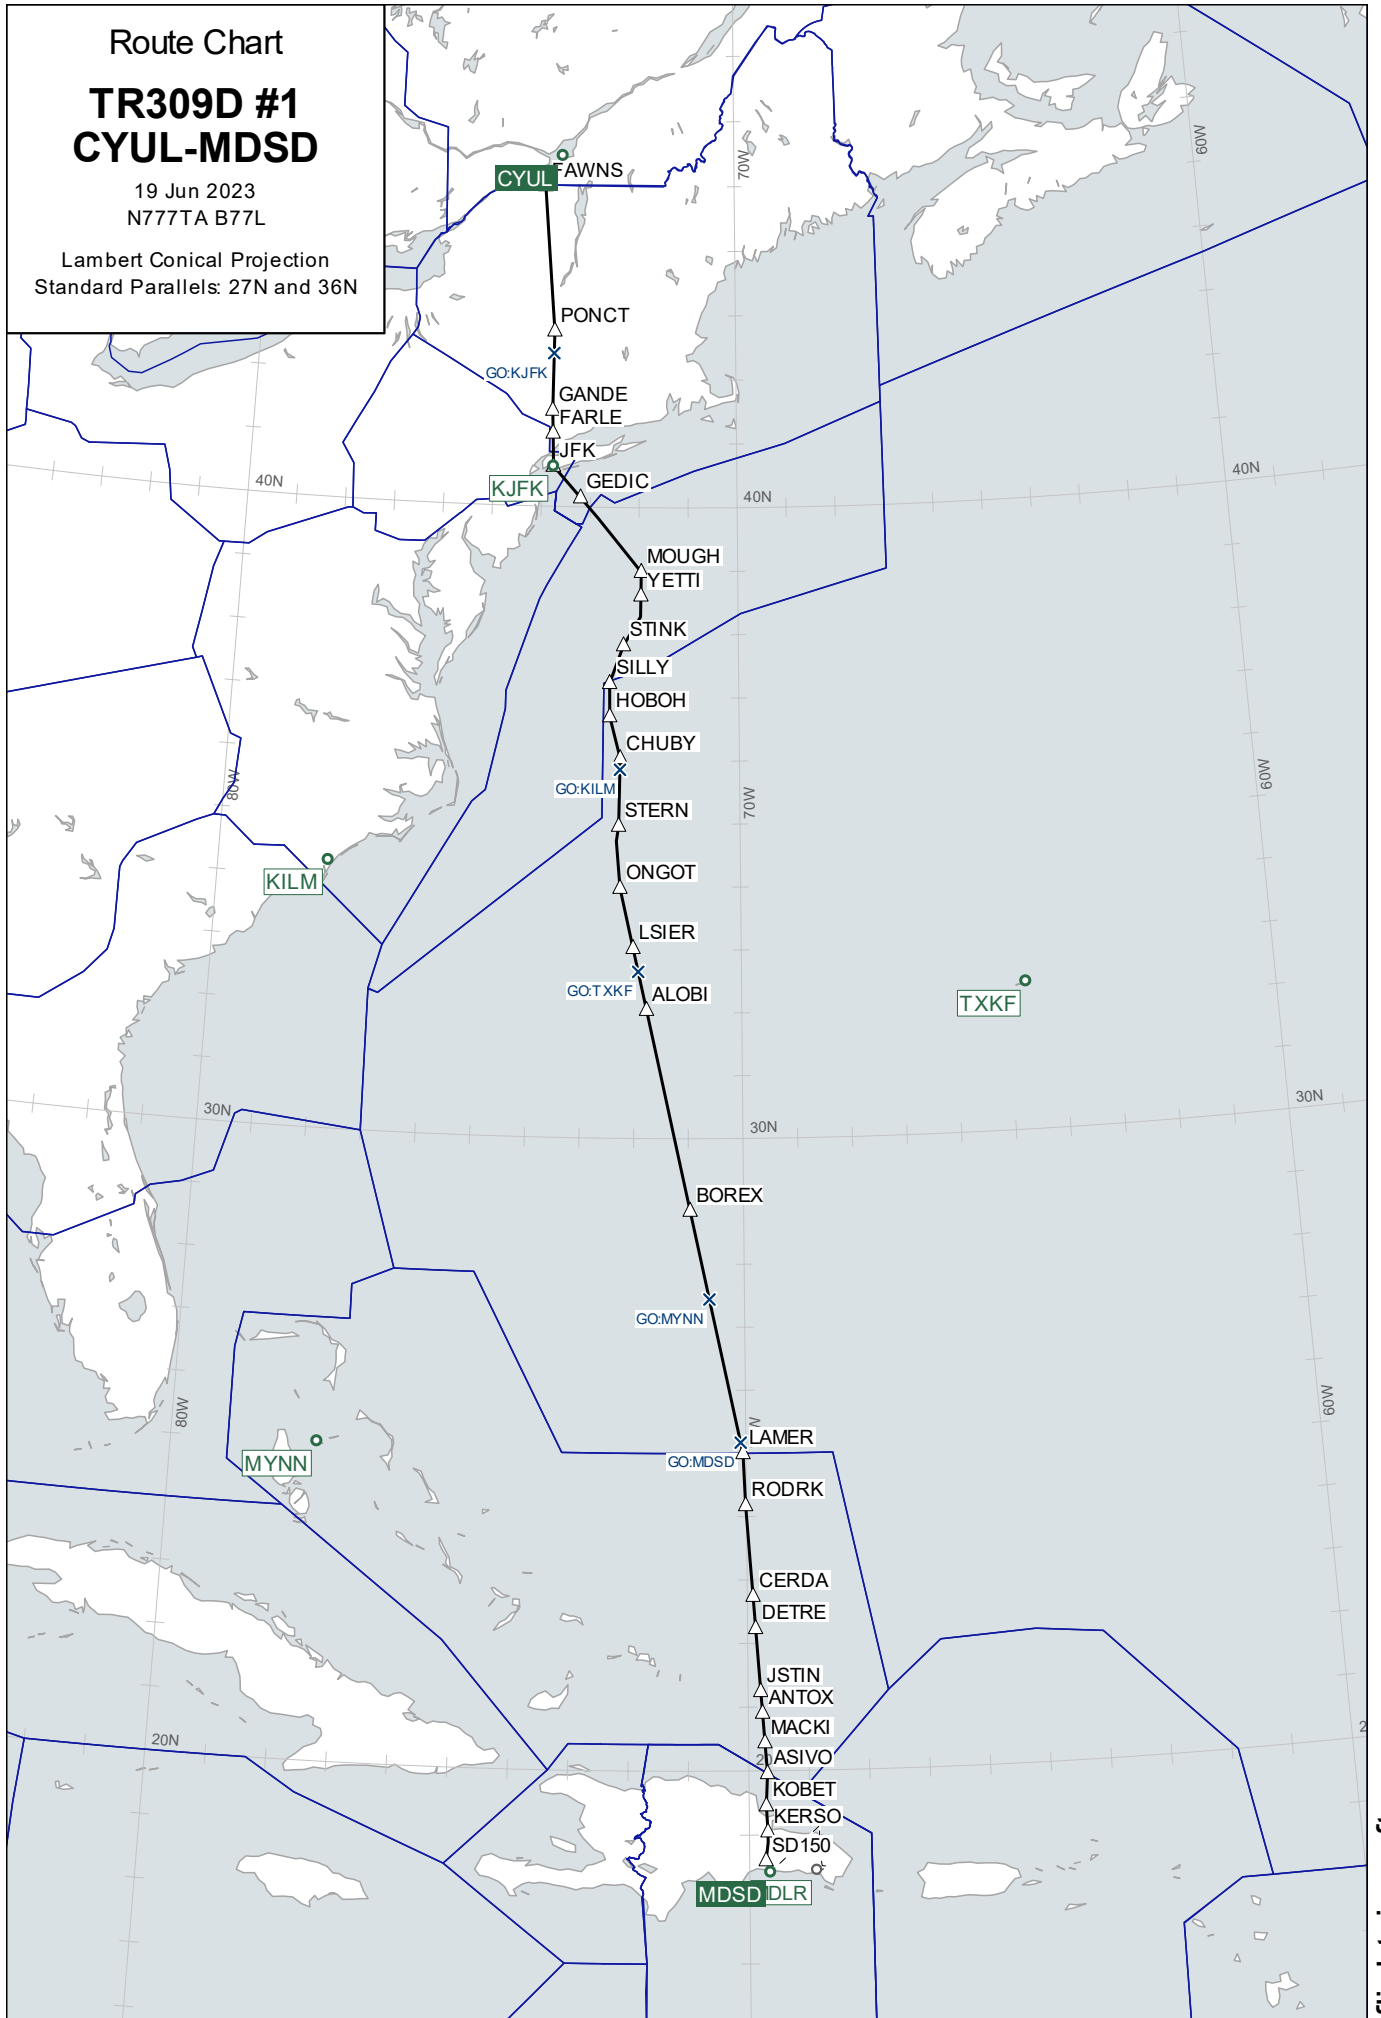 Route Chart
TR309D #1
CYUL-MDSD
19 Jun 2023
N777TA B77L
Lambert Conical Projection
Standard Parallels: 27N and 36N
60W
70W
FAWNS
CYUL
PONCT
GO:KJFK
GANDE
FARLE
JFK
40N
40N
KJFK
GEDIC
40N
MOUGH
YETTI
STINK
SILLY
HOBOH
CHUBY
80W
GO:KILM
70W
60W
STERN
KILM
ONGOT
LSIER
GO:TXKF
ALOBI
TXKF
30N
30N
30N
BOREX
GO:MYNN
80W
60W
LAMER
MYNN
GO:MDSD
RODRK
CERDA
DETRE
JSTIN
ANTOX
MACKI
20N
ASIVO
KOBET
KERSO
SD150
MDSD